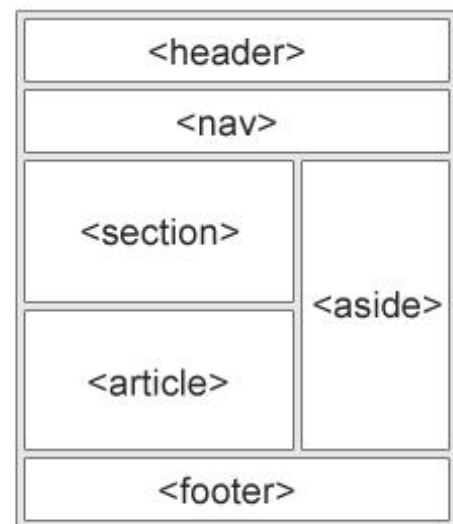 <header>
<nav>
<section>
<aside>
<article>
<footer>